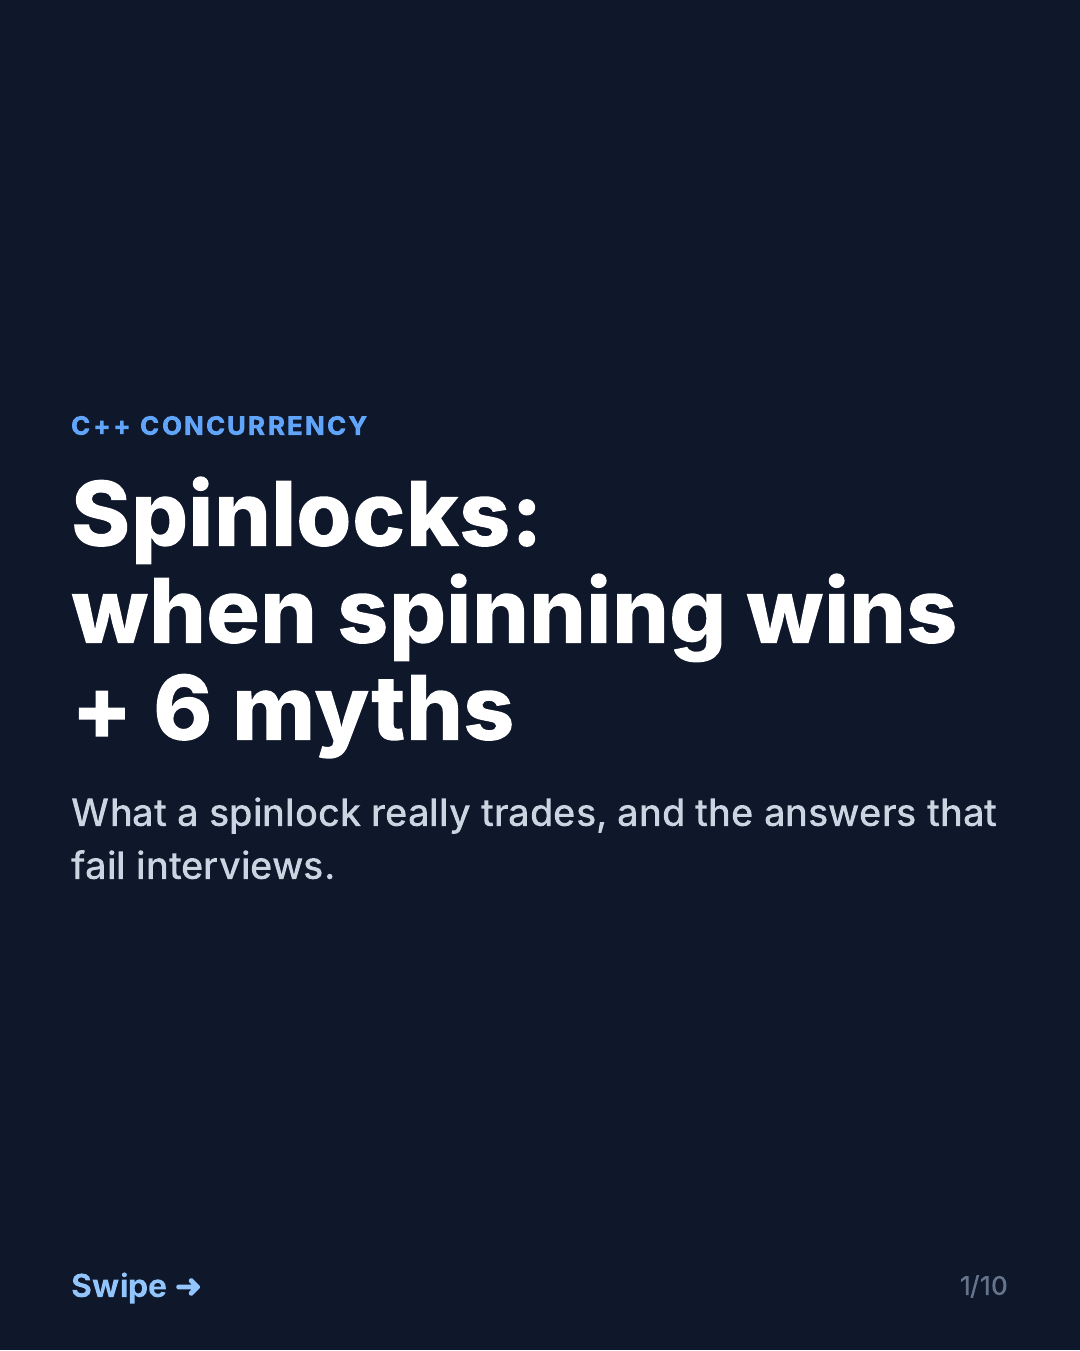 C++ CONCURRENCY
Spinlocks:
when spinning wins
+ 6 myths
What a spinlock really trades, and the answers that
fail interviews.
Swipe ➜
1/10